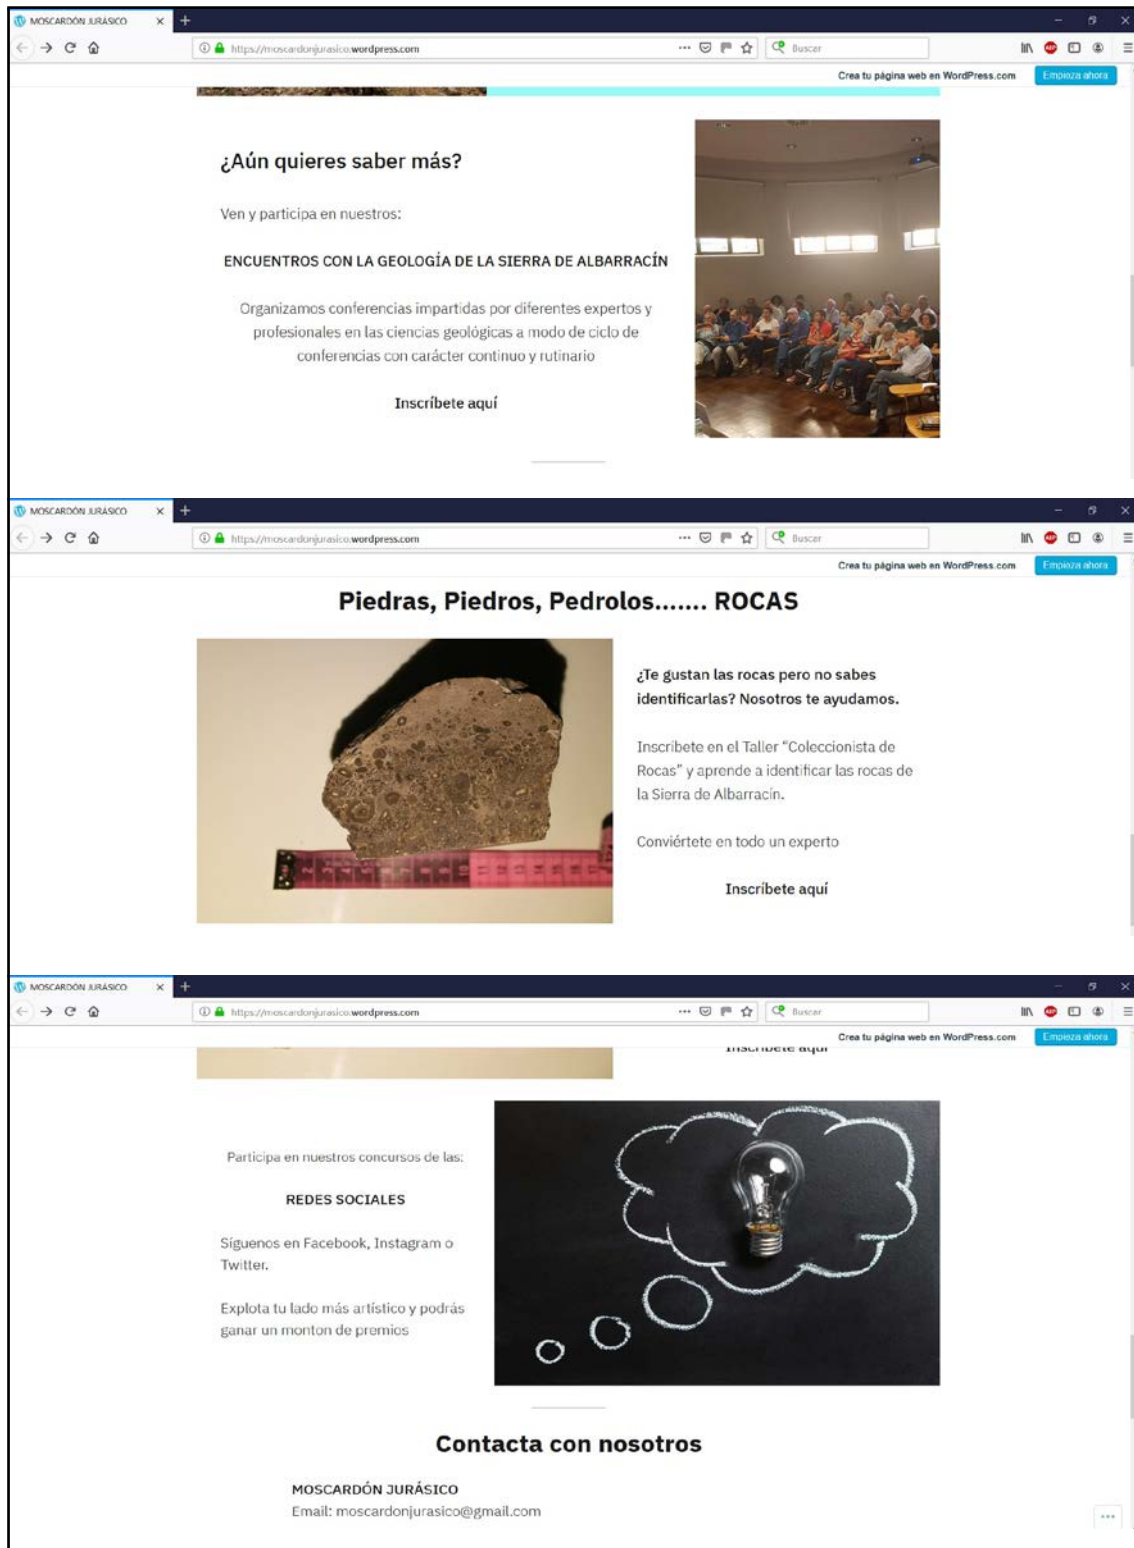 MOSCARDÓN JURÁSICO
https://moscardonjurasico.wordpress.com
Buscar
Crea tu página web en WordPress.com
Empieza ahora
¿Aún quieres saber más?
Ven y participa en nuestros:
ENCUENTROS CON LA GEOLOGÍA DE LA SIERRA DE ALBARRACÍN
Organizamos conferencias impartidas por diferentes expertos y
profesionales en las ciencias geológicas a modo de ciclo de
conferencias con carácter continuo y rutinario
Inscríbete aquí
MOSCARDÓN JURÁSICO
https://moscardonjurasico.wordpress.com
Buscar
Crea tu página web en WordPress.com
Empieza ahora
Piedras, Piedros, Pedrolos....... ROCAS
¿Te gustan las rocas pero no sabes
identificarlas? Nosotros te ayudamos.
Inscribete en el Taller “Coleccionista de
Rocas” y aprende a identificar las rocas de
la Sierra de Albarracín.
Conviértete en todo un experto
Inscríbete aquí
MOSCARDÓN JURÁSICO
https://moscardonjurasico.wordpress.com
Buscar
Crea tu página web en WordPress.com
Empieza ahora
Inscríbete aquí
Participa en nuestros concursos de las:
REDES SOCIALES
Síguenos en Facebook, Instagram o
Twitter.
Explota tu lado más artístico y podrás
ganar un monton de premios
Contacta con nosotros
MOSCARDÓN JURÁSICO
Email: moscardonjurasico@gmail.com